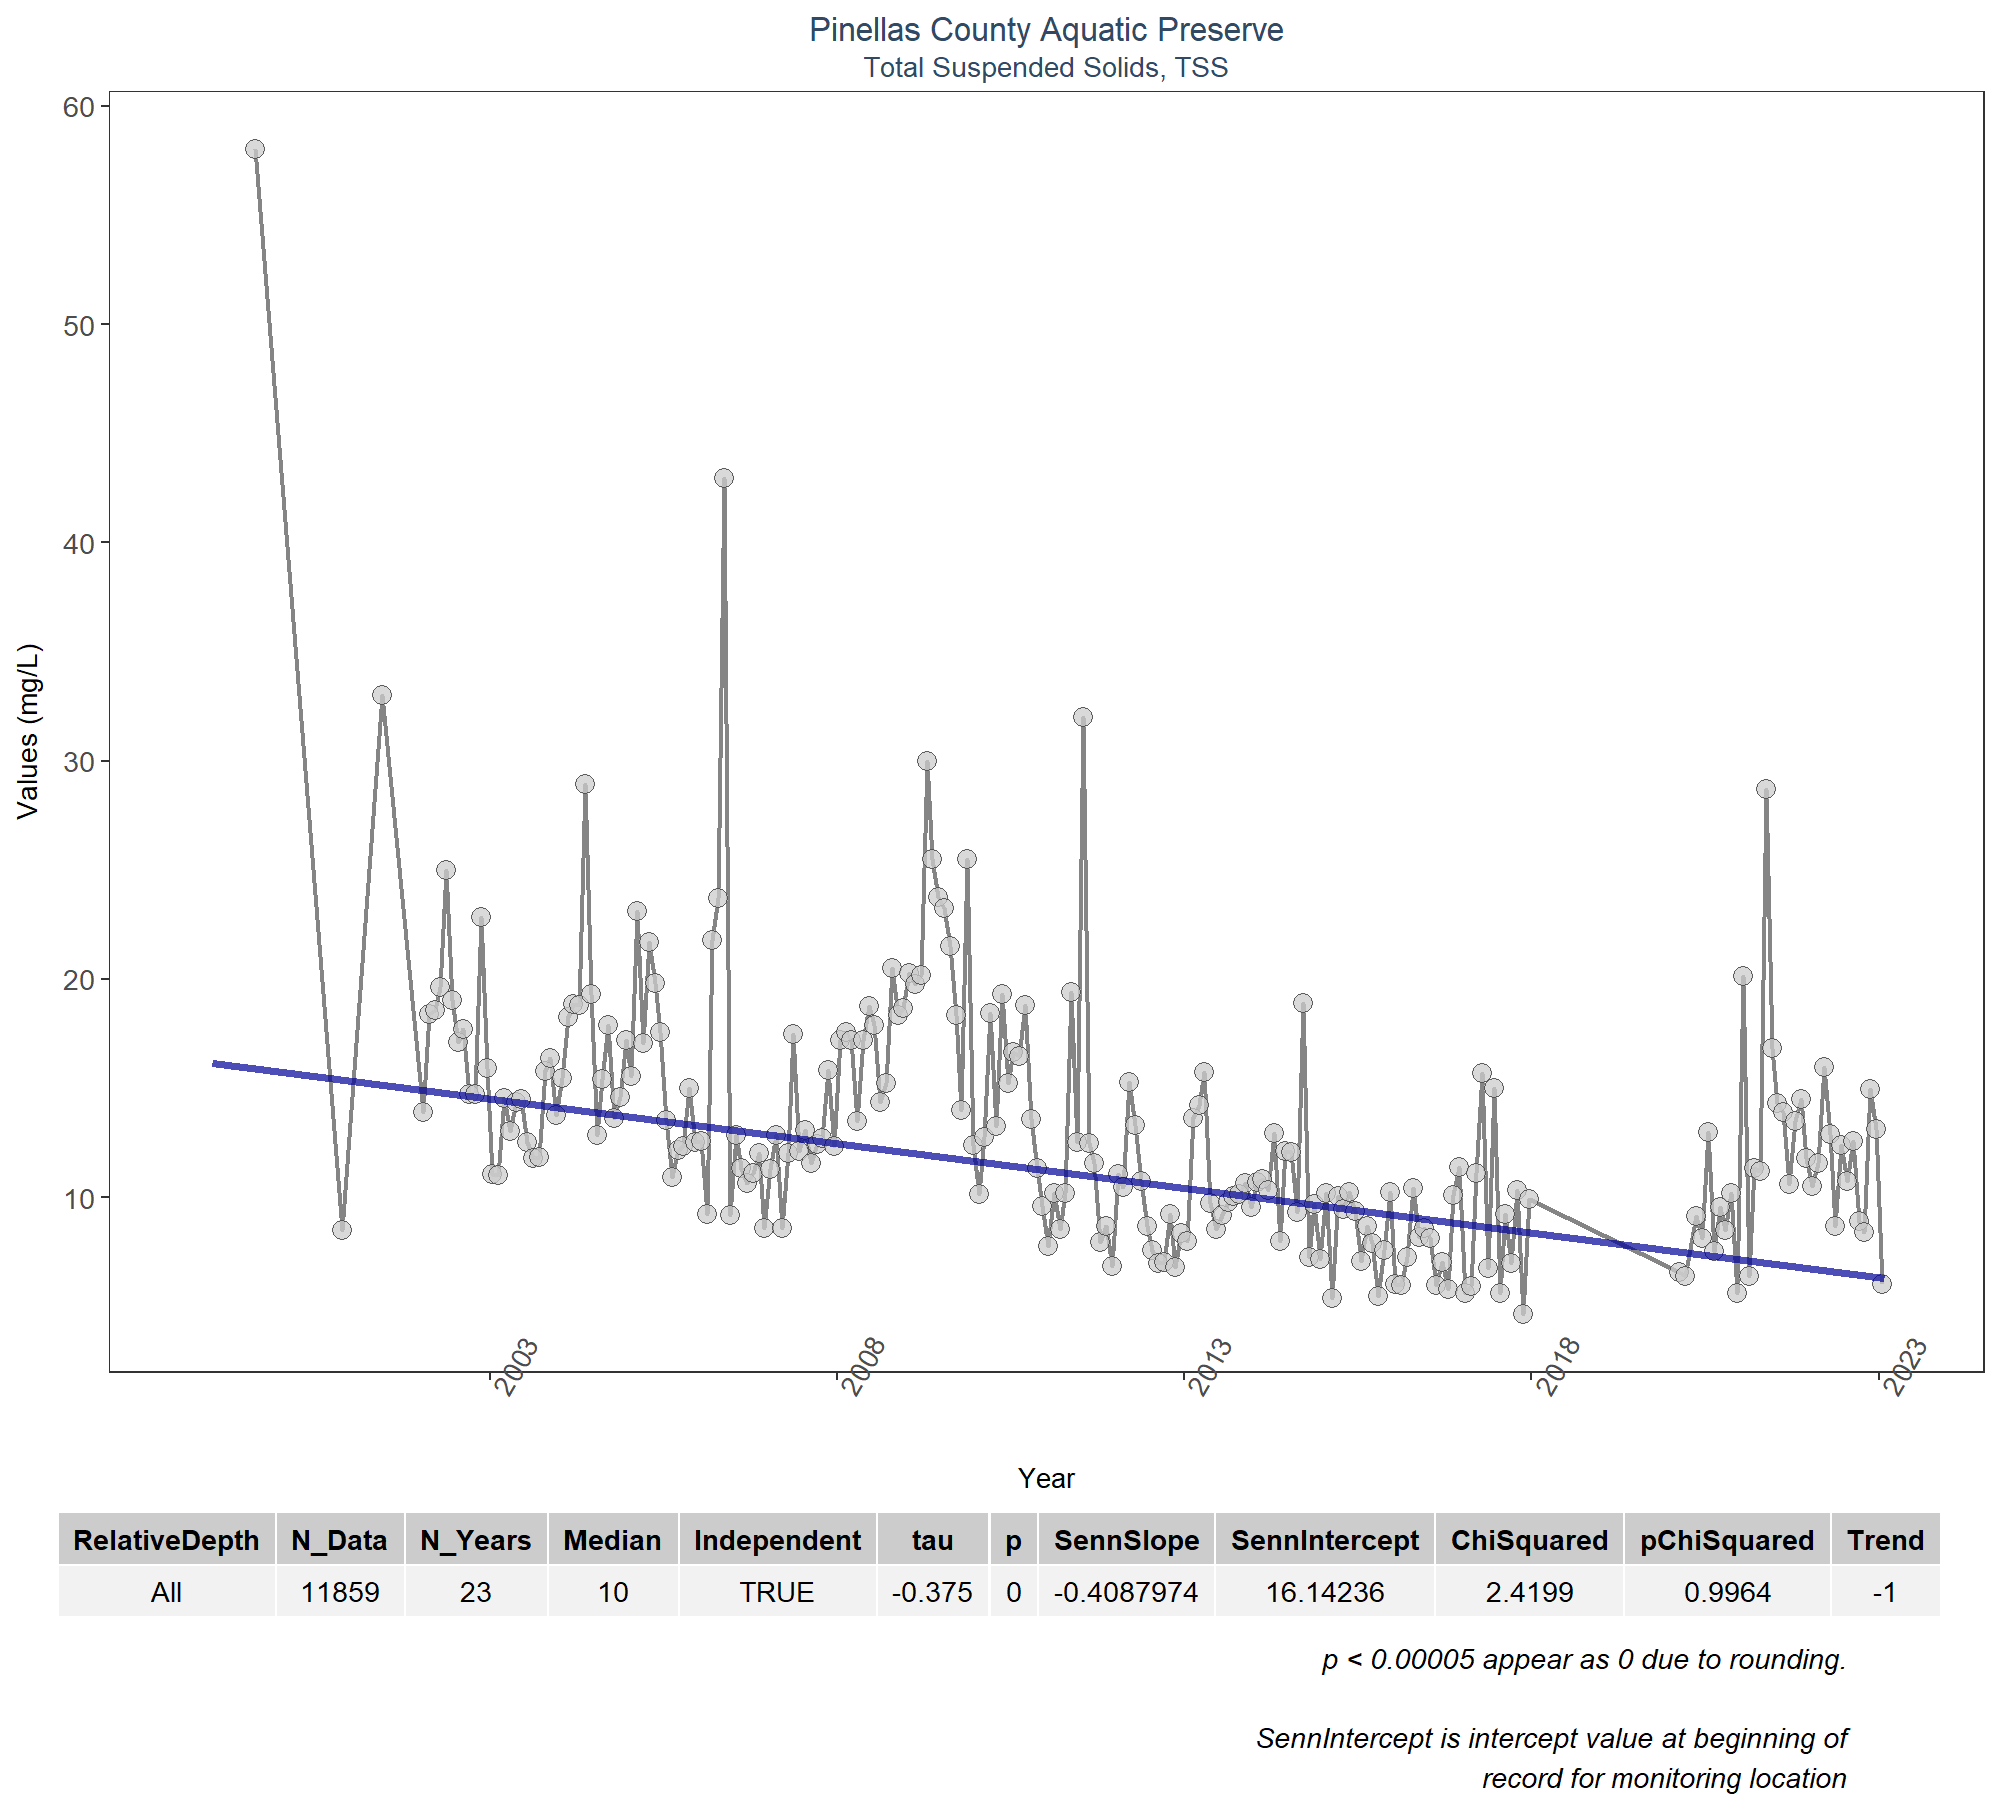 Pinellas County Aquatic Preserve
Total Suspended Solids, TSS
60
50
40
30
20
10
Values (mg/L)
2003
2008
2013
2018
2023
Year
RelativeDepth N_Data N_Years Median Independent tau p SennSlope SennIntercept ChiSquared pChiSquared Trend
All 11859 23 10 TRUE -0.375 0 -0.4087974 16.14236 2.4199 0.9964 -1
p < 0.00005 appear as 0 due to rounding.
SennIntercept is intercept value at beginning of
record for monitoring location